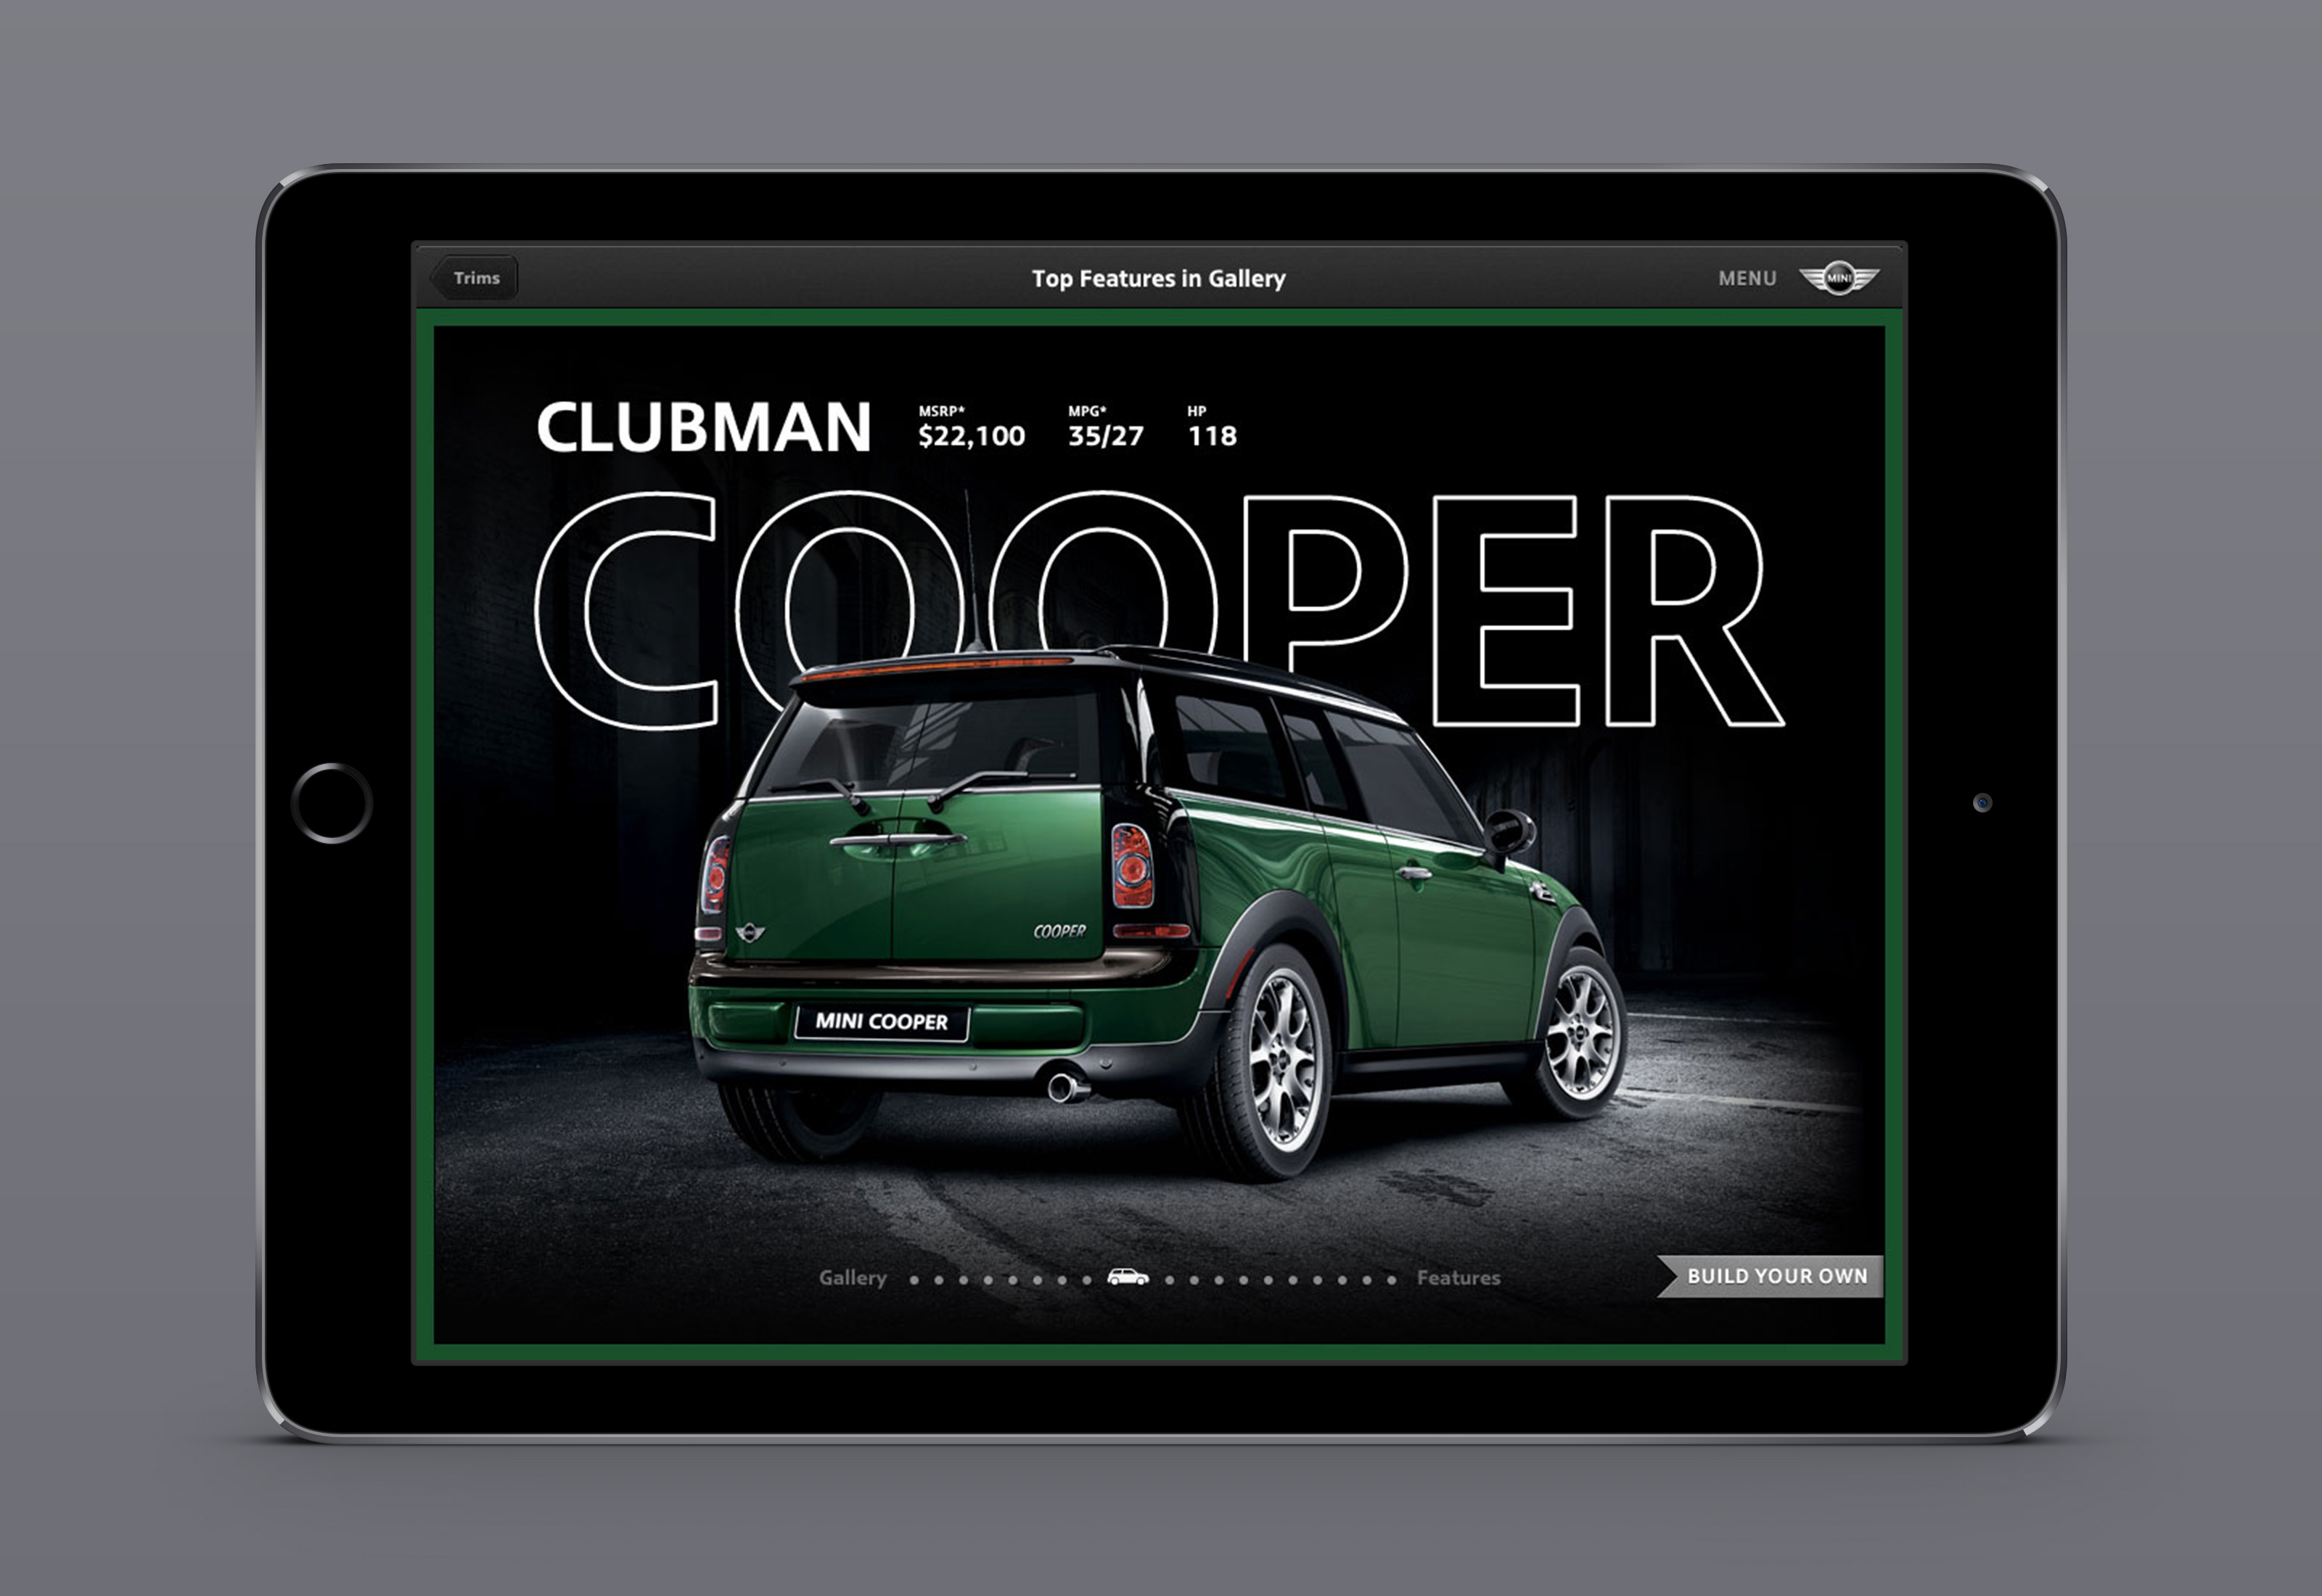 Trims
Top Features in Gallery
MENU
MINI
CLUBMAN
MSRP*
$22,100
MPG*
35/27
HP
118
COOPER
COOPER
MINI COOPER
Gallery
Features
BUILD YOUR OWN